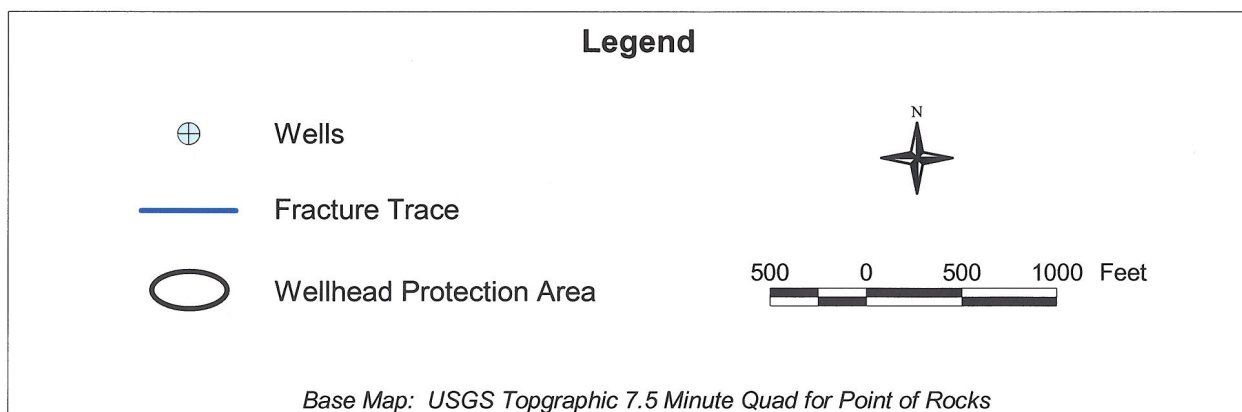 Legend
N
Wells
Fracture Trace
500 0 500 1000 Feet
Wellhead Protection Area
Base Map: USGS Topgraphic 7.5 Minute Quad for Point of Rocks